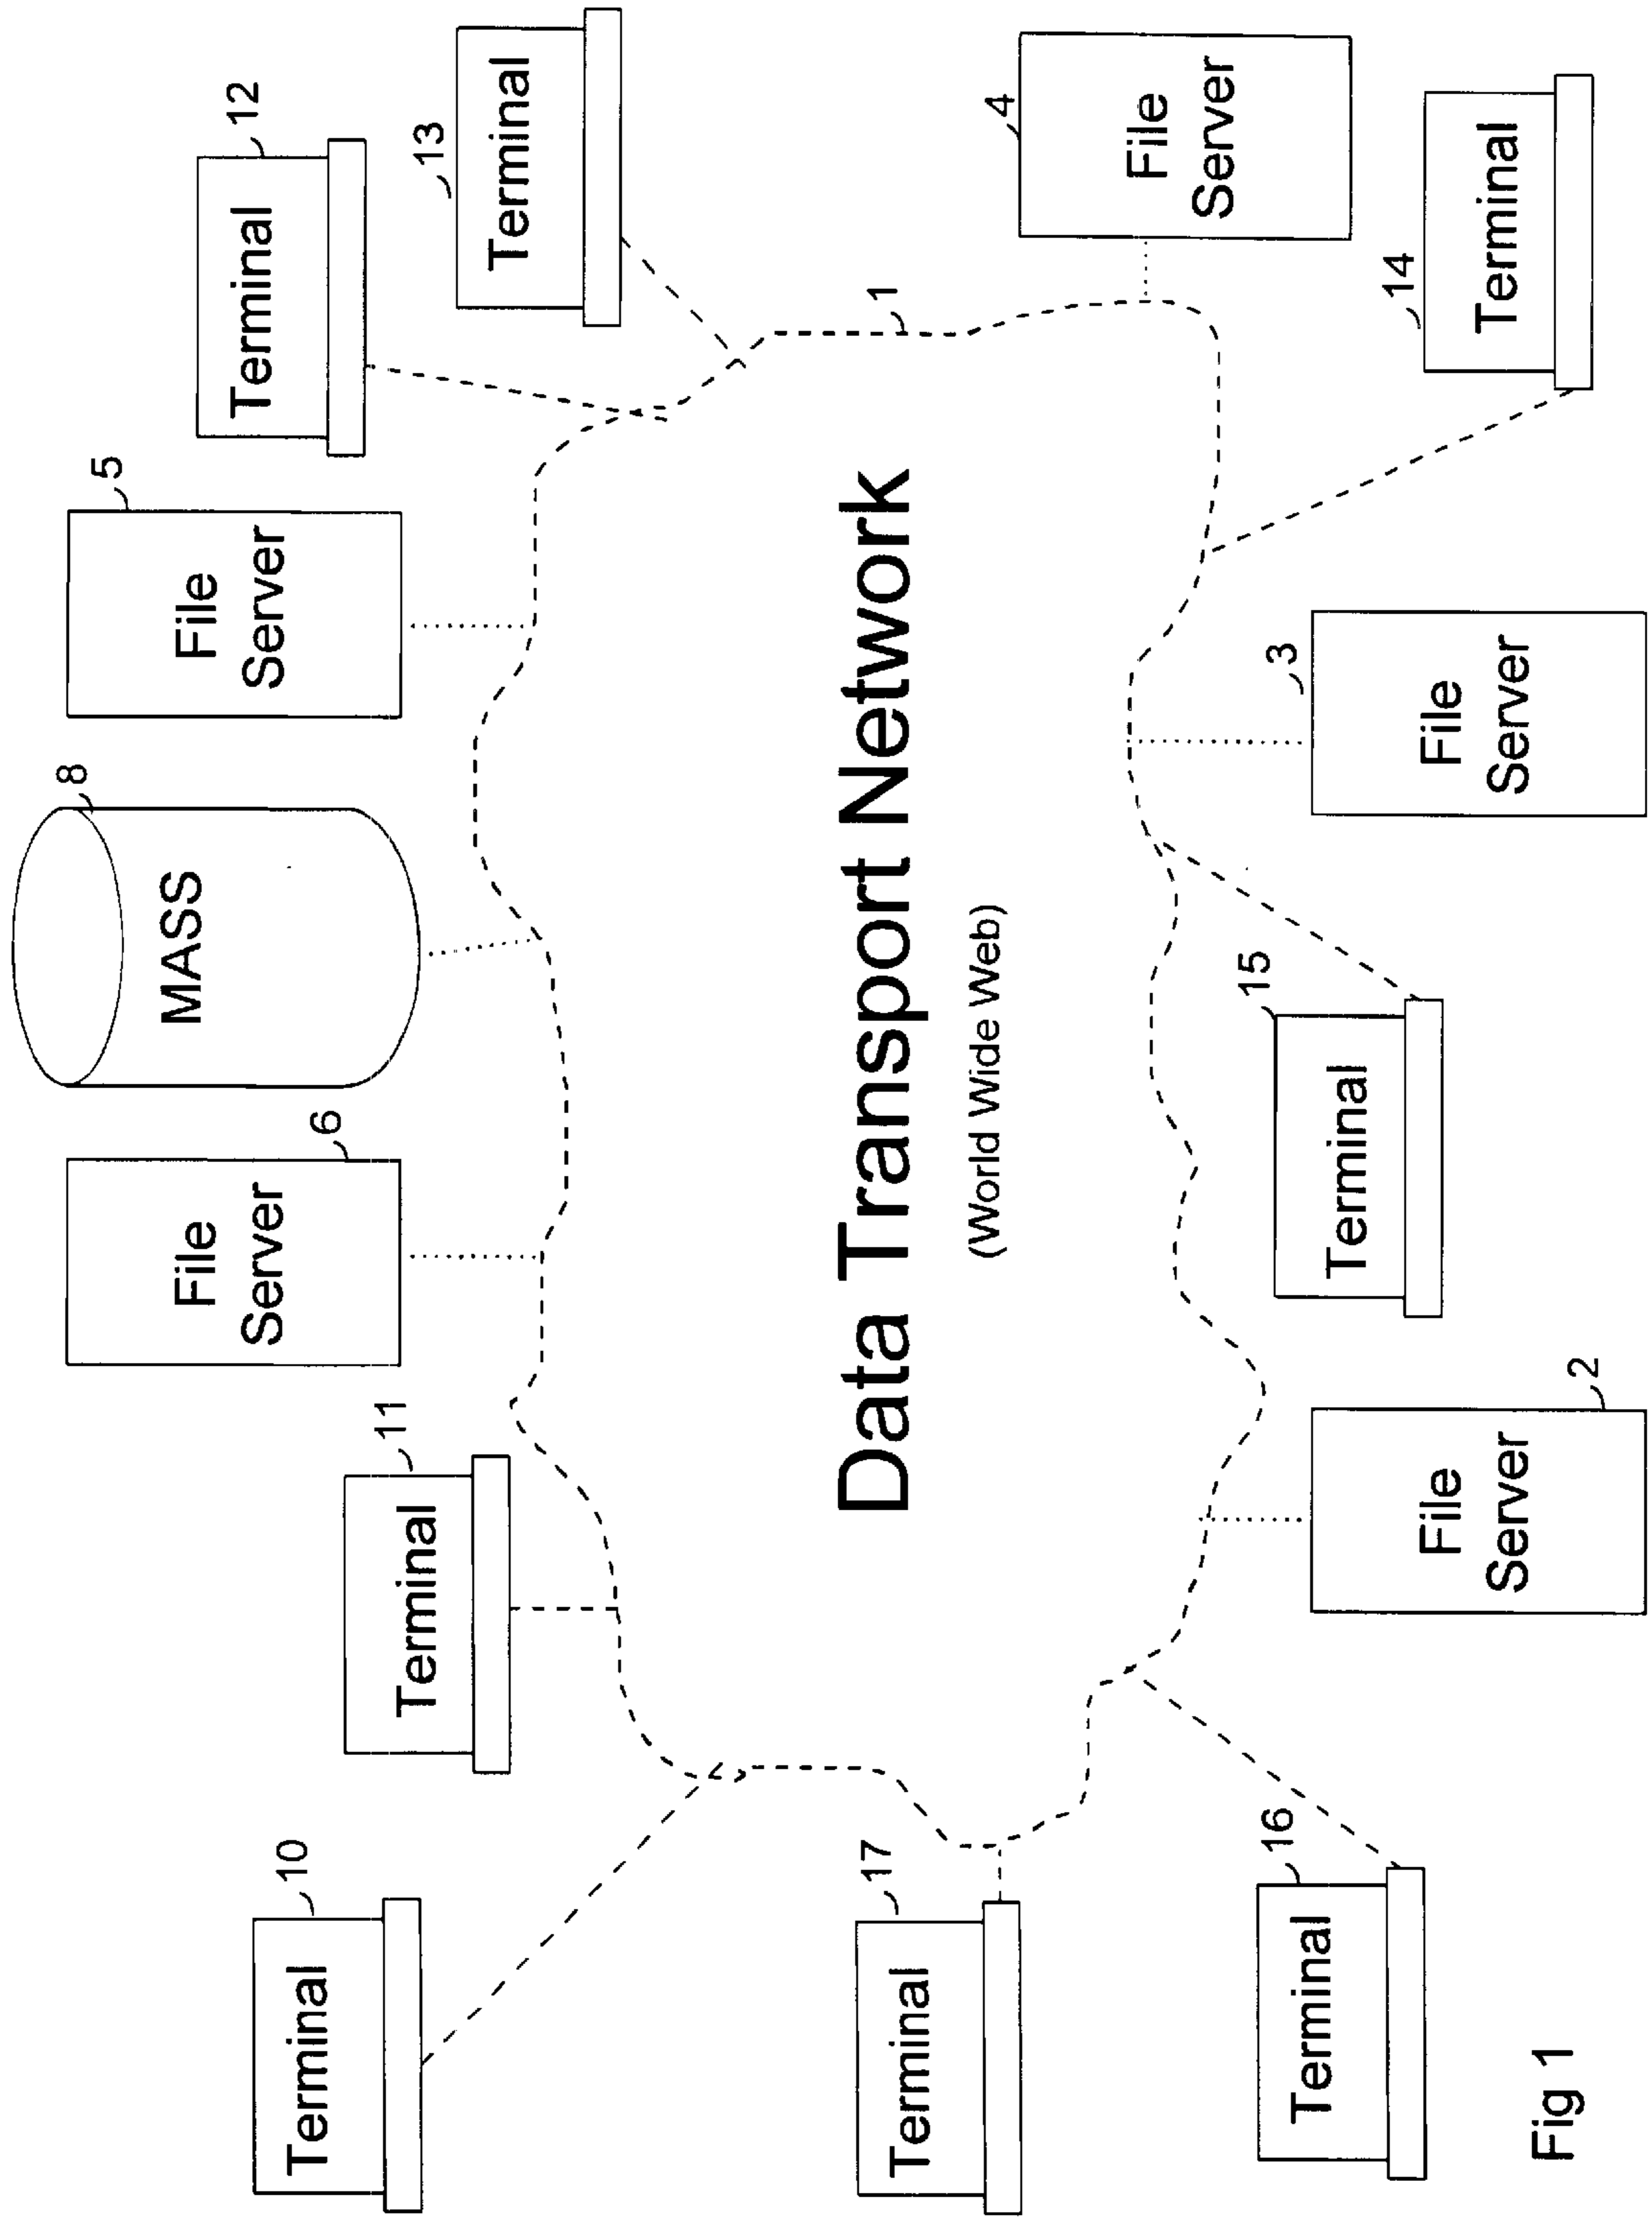 10
Terminal
11
Terminal
6
File
Server
8
MASS
5
File
Server
12
Terminal
13
Terminal
17
Terminal
Data Transport Network
(World Wide Web)
1
4
File
Server
16
Terminal
2
File
Server
15
Terminal
3
File
Server
14
Terminal
Fig 1